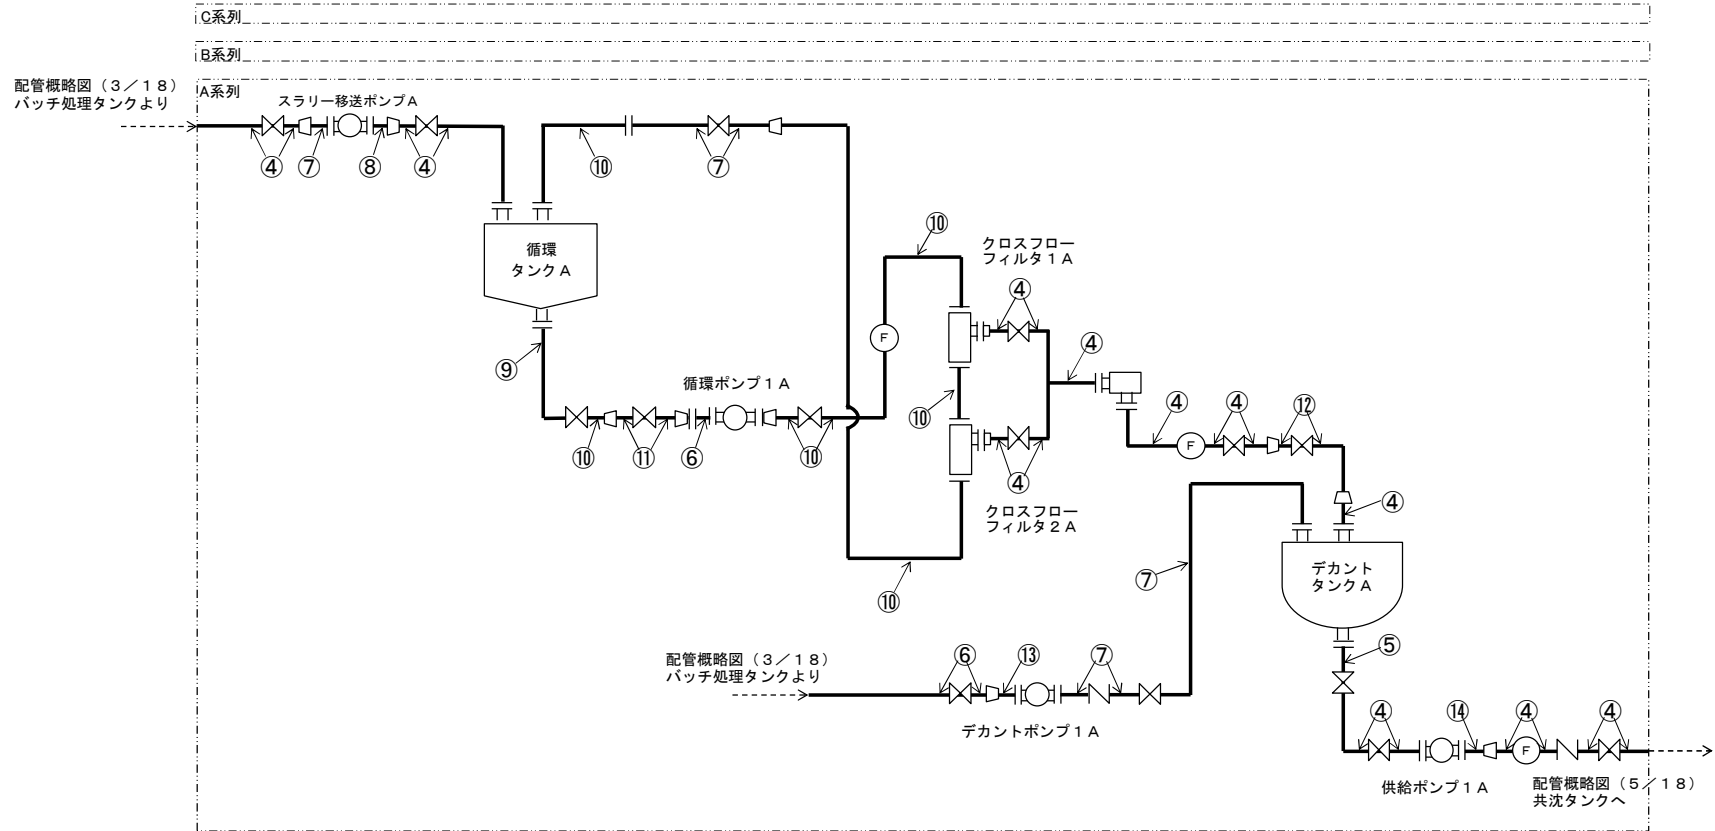 C系列
B系列
A系列
配管概略図（3／18）
バッチ処理タンクより
スラリー移送ポンプA
④
⑦
⑧
④
⑩
⑦
循環
タンクA
⑨
⑩
クロスフロー
フィルタ1A
④
F
④
循環ポンプ1A
⑩
⑩
⑪
⑥
⑩
④
④
④
⑫
F
クロスフロー
フィルタ2A
④
⑩
⑦
デカント
タンクA
⑤
配管概略図（3／18）
バッチ処理タンクより
⑥
⑬
⑦
デカントポンプ1A
④
⑭
④
④
F
供給ポンプ1A
配管概略図（5／18）
共沈タンクへ